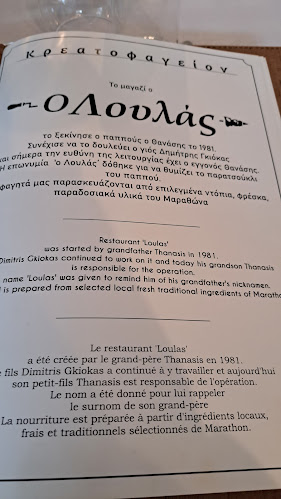 Κρεατοφαγείον
Το μαγαζί ο
οΛουλάς
το ξεκίνησε ο παππούς ο Θανάσης το 1981.
Συνέχισε να το δουλεύει ο γιός Δημήτρης Γκιόκας
και σήμερα την ευθύνη της λειτουργίας έχει ο εγγονός Θανάσης.
Η επωνυμία 'ο Λουλάς' δόθηκε για να θυμίζει το παρατσούκλι
του παππού.
φαγητά μας παρασκευάζονται από επιλεγμένα ντόπια, φρέσκα,
παραδοσιακά υλικά του Μαραθώνα
Restaurant 'Loulas'
was started by grandfather Thanasis in 1981.
Dimitris Gkiokas continued to work on it and today his grandson Thanasis
is responsible for the operation.
name 'Loulas' was given to remind him of his grandfather's nicknamen.
is prepared from selected local fresh traditional ingredients of Maratho
Le restaurant 'Loulas'
a été créée par le grand-père Thanasis en 1981.
e fils Dimitris Gkiokas a continué à y travailler et aujourd'hui
son petit-fils Thanasis est responsable de l'opération.
Le nom a été donné pour lui rappeler
le surnom de son grand-père
La nourriture est préparée à partir d'ingrédients locaux,
frais et traditionnels sélectionnés de Marathon.